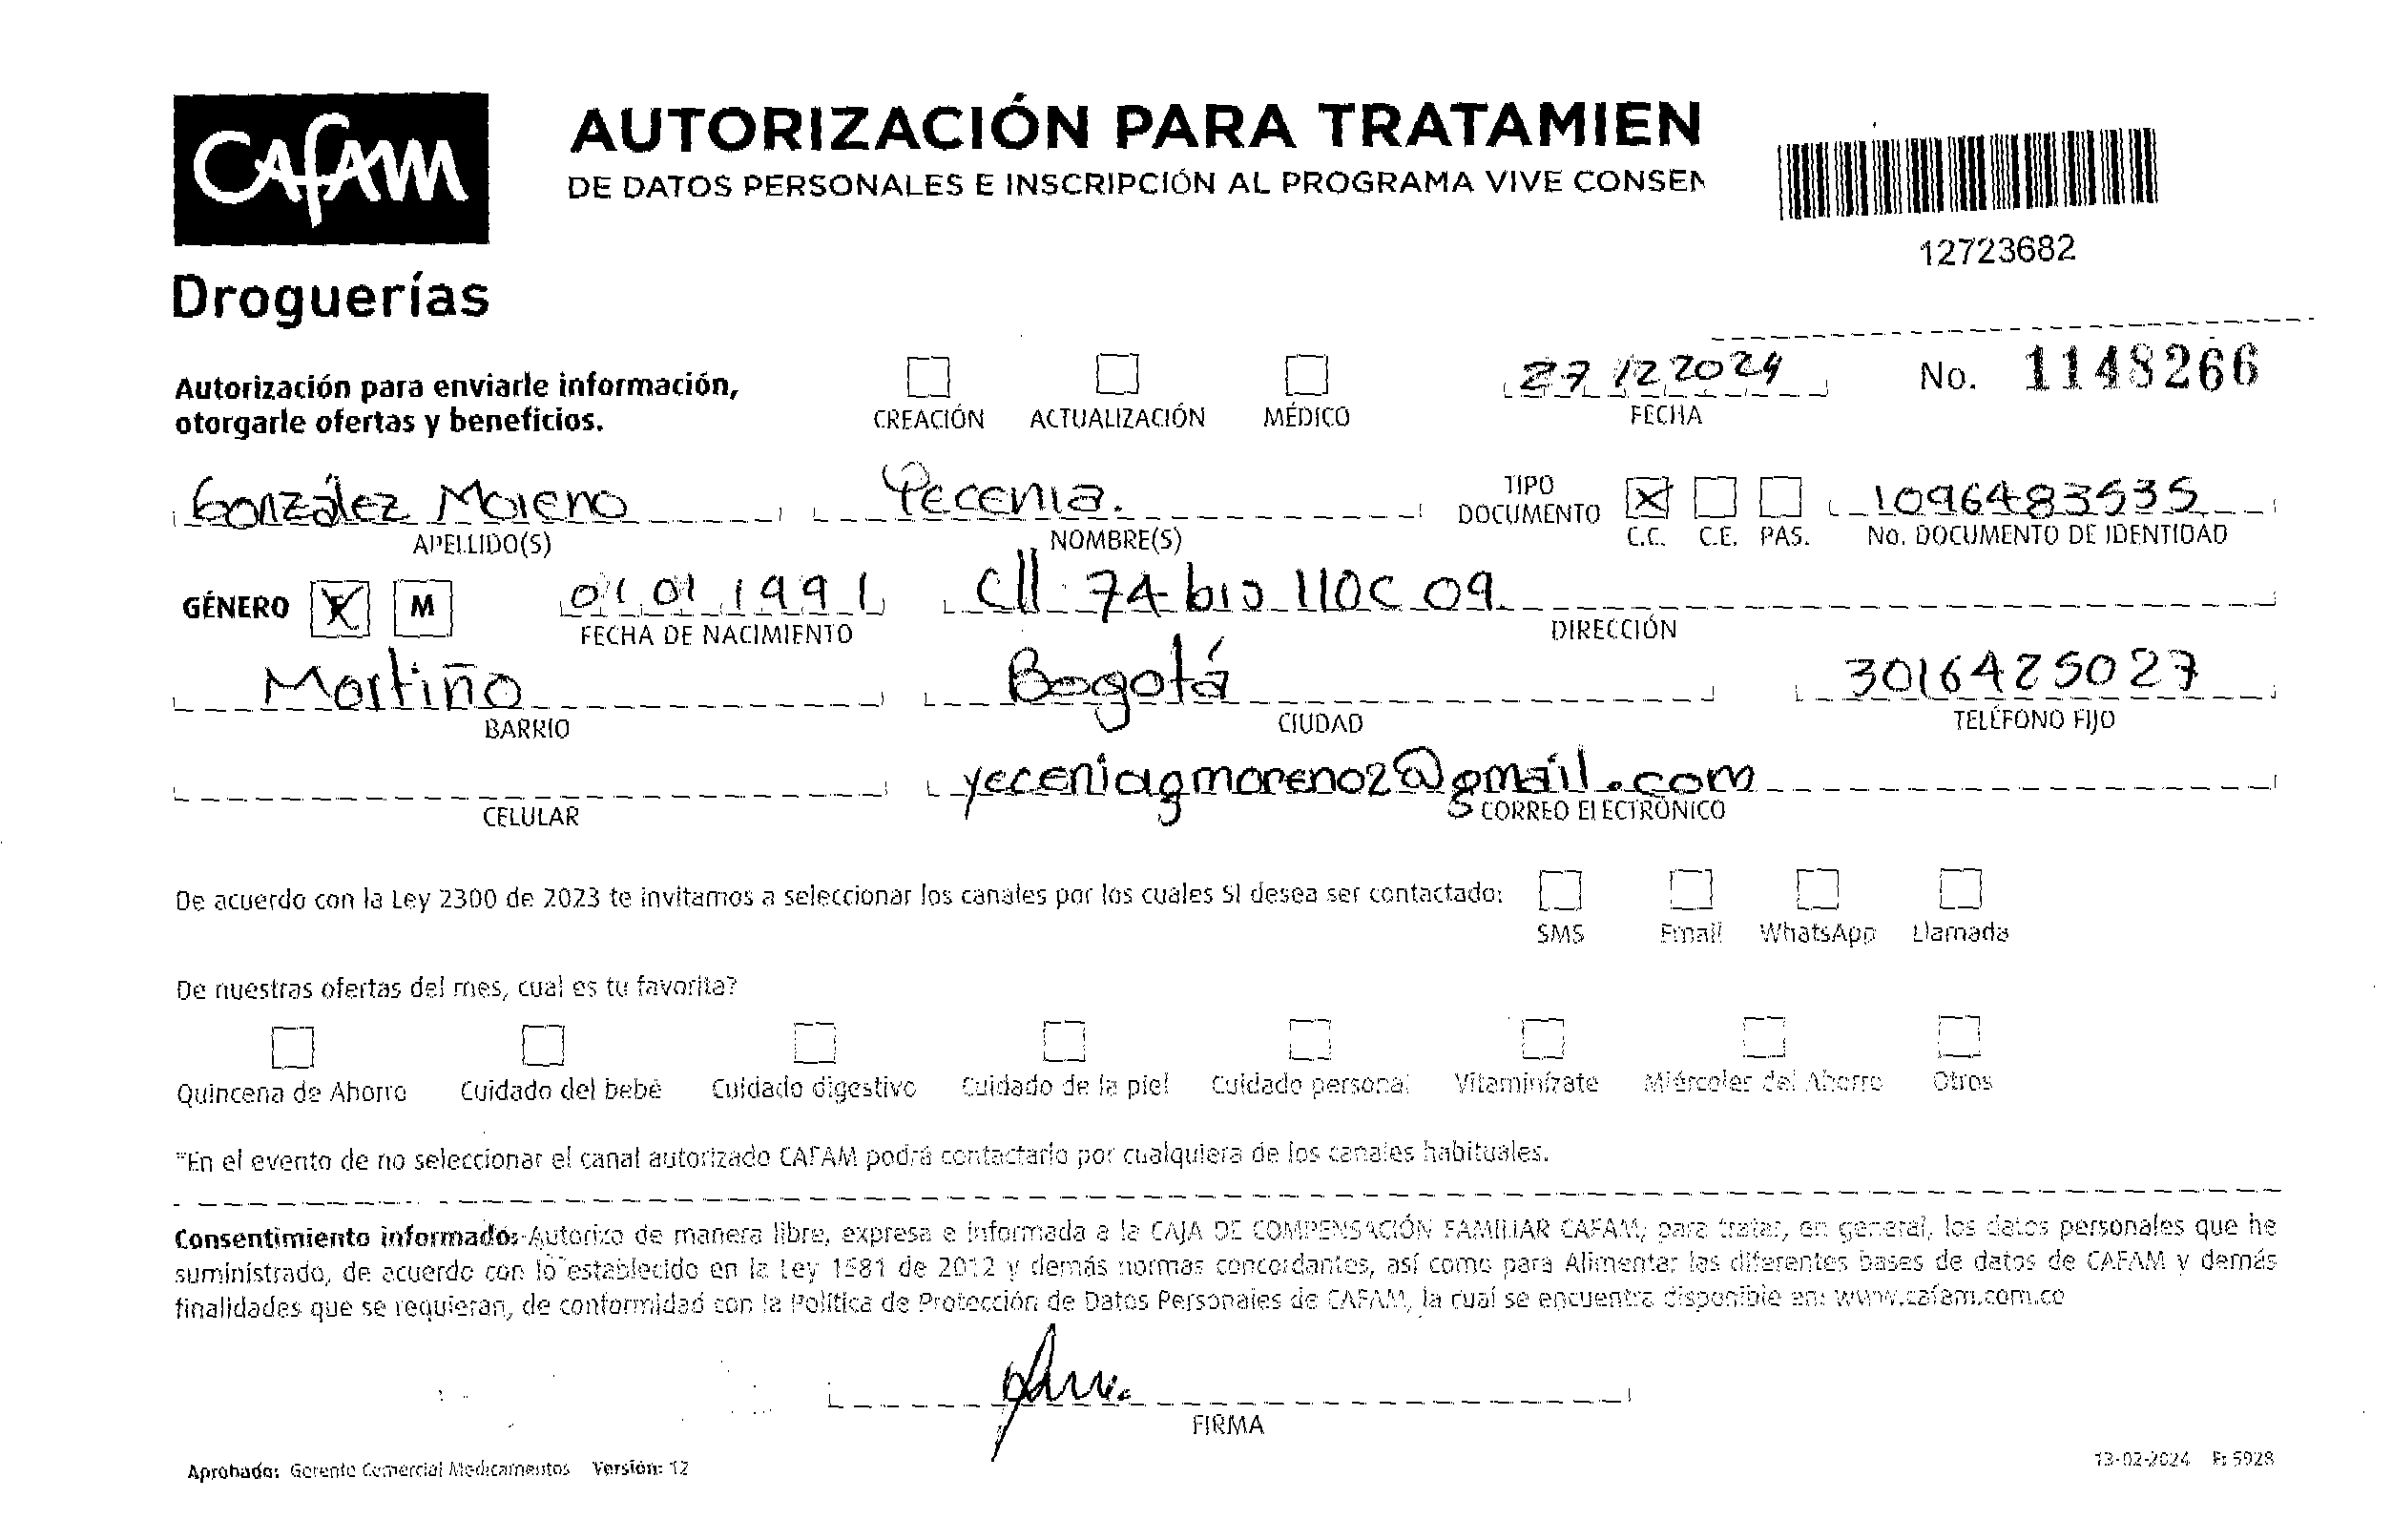 CAFAM
Droguerías
AUTORIZACIÓN PARA TRATAMIEN
DE DATOS PERSONALES E INSCRIPCIÓN AL PROGRAMA VIVE CONSEN
12723682
Autorización para enviarle información,
otorgarle ofertas y beneficios.
CREACIÓN ACTUALIZACIÓN MÉDICO
27 12 2024
FECHA
No. 1148266
González Moreno Yecenia. TIPO DOCUMENTO X 1096483535
APELLIDO(S) NOMBRE(S) C.C. C.E. PAS. No. DOCUMENTO DE IDENTIDAD
GÉNERO X M 01 01 1991 Cll 74 bis 110C 09
FECHA DE NACIMIENTO DIRECCIÓN
Mortiño Bogotá 3016425027
BARRIO CIUDAD TELÉFONO FIJO
yeceniagmoreno2@gmail.com
CELULAR CORREO ELECTRÓNICO
De acuerdo con la Ley 2300 de 2023 te invitamos a seleccionar los canales por los cuales SI desea ser contactado:
SMS Email WhatsApp Llamada
De nuestras ofertas del mes, cual es tu favorita?
Quincena de Ahorro Cuidado del bebé Cuidado digestivo Cuidado de la piel Cuidado personal Vitaminízate Miércoles del Ahorro Otros
*En el evento de no seleccionar el canal autorizado CAFAM podrá contactarlo por cualquiera de los canales habituales.
Consentimiento informado: Autorizo de manera libre, expresa e informada a la CAJA DE COMPENSACIÓN FAMILIAR CAFAM, para tratar, en general, los datos personales que he
suministrado, de acuerdo con lo establecido en la Ley 1581 de 2012 y demás normas concordantes, así como para Alimentar las diferentes bases de datos de CAFAM y demás
finalidades que se requieran, de conformidad con la Política de Protección de Datos Personales de CAFAM, la cual se encuentra disponible en: www.cafam.com.co
FIRMA
Aprobado: Gerente Comercial Medicamentos Versión: 12
13-02-2024 F: 5928